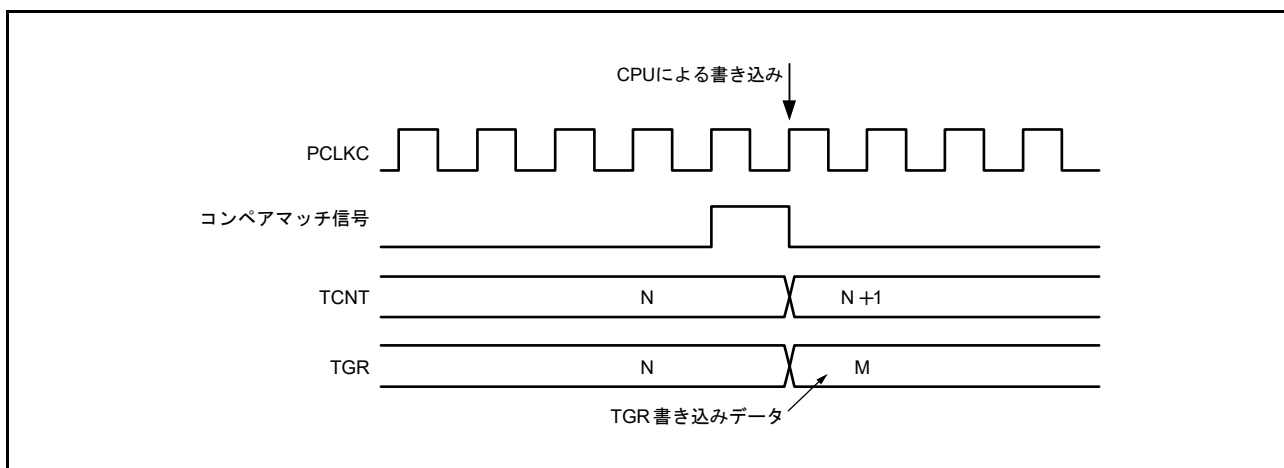 CPUによる書き込み
PCLKC
コンペアマッチ信号
TCNT N N+1
TGR N M
TGR書き込みデータ